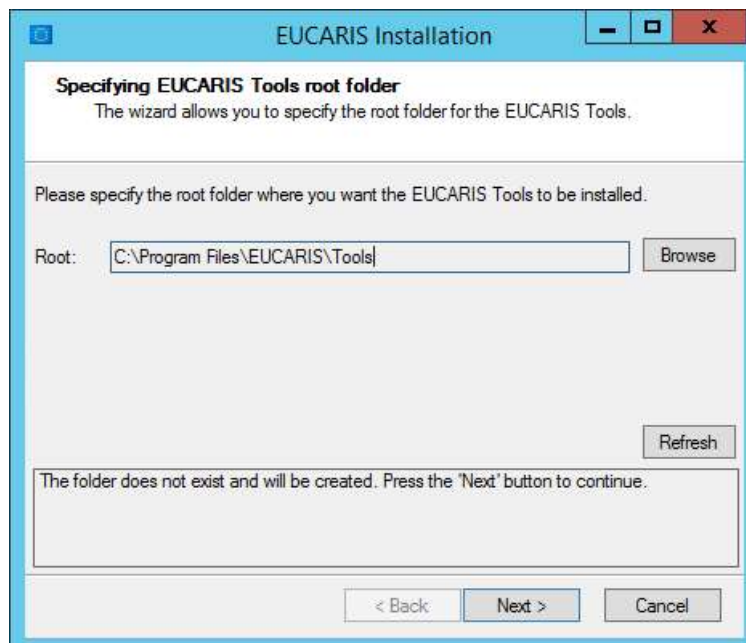 EUCARIS Installation
Specifying EUCARIS Tools root folder
The wizard allows you to specify the root folder for the EUCARIS Tools.
Please specify the root folder where you want the EUCARIS Tools to be installed.
Root: C:\Program Files\EUCARIS\Tools Browse
Refresh
The folder does not exist and will be created. Press the 'Next' button to continue.
< Back Next > Cancel